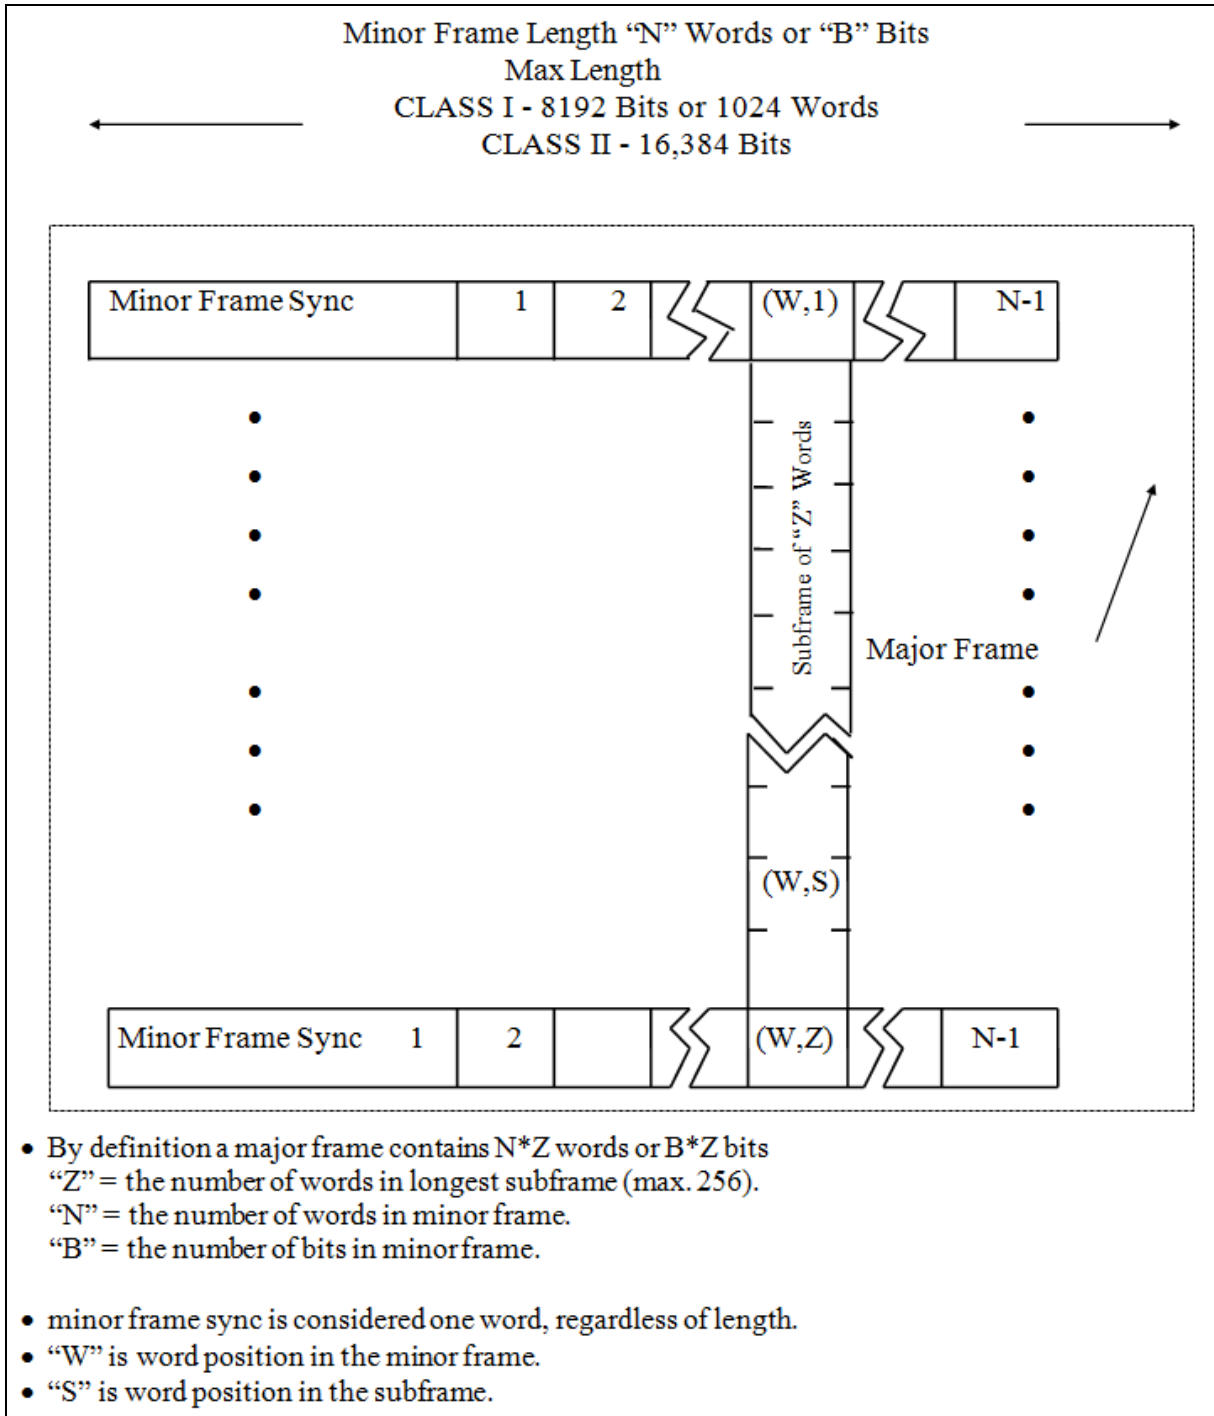 Minor Frame Length “N” Words or “B” Bits
Max Length
CLASS I - 8192 Bits or 1024 Words
CLASS II - 16,384 Bits
Minor Frame Sync 1 2 (W,1) N-1
Subframe of “Z” Words
Major Frame
(W,S)
Minor Frame Sync 1 2 (W,Z) N-1
• By definition a major frame contains N*Z words or B*Z bits
“Z” = the number of words in longest subframe (max. 256).
“N” = the number of words in minor frame.
“B” = the number of bits in minor frame.
• minor frame sync is considered one word, regardless of length.
• “W” is word position in the minor frame.
• “S” is word position in the subframe.